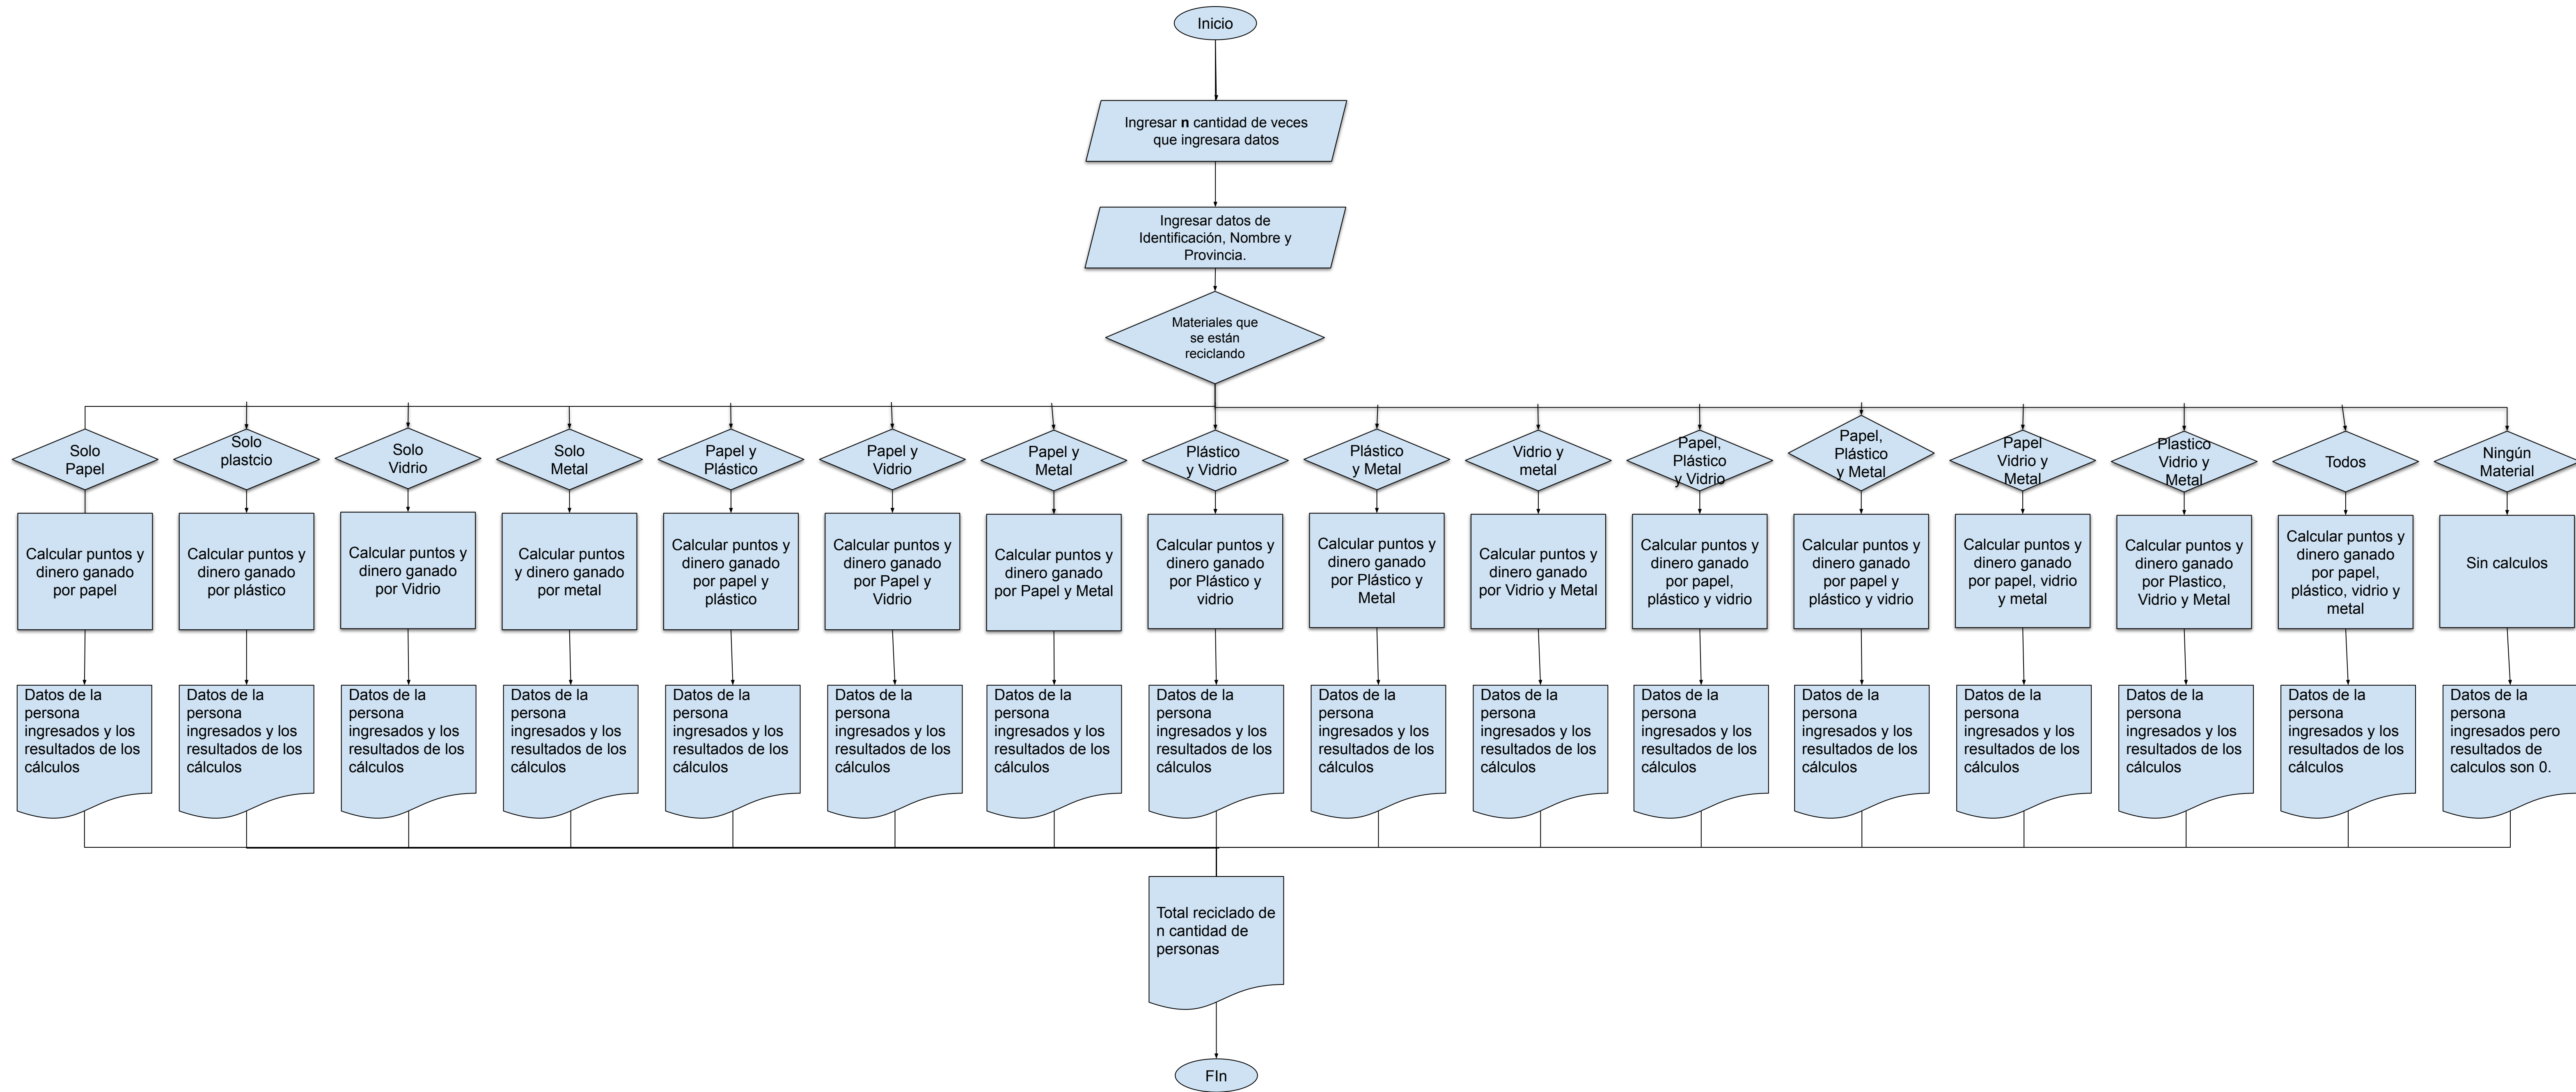 Inicio
Ingresar n cantidad de veces
que ingresara datos
Ingresar datos de
Identificación, Nombre y
Provincia.
Materiales que
se están
reciclando
Solo
Papel
Solo
plastcio
Solo
Vidrio
Solo
Metal
Papel y
Plástico
Papel y
Vidrio
Papel y
Metal
Plástico
y Vidrio
Plástico
y Metal
Vidrio y
metal
Papel,
Plástico
y Vidrio
Papel,
Plástico
y Metal
Papel
Vidrio y
Metal
Plastico
Vidrio y
Metal
Todos
Ningún
Material
Calcular puntos y
dinero ganado
por papel
Calcular puntos y
dinero ganado
por plástico
Calcular puntos y
dinero ganado
por Vidrio
Calcular puntos
y dinero ganado
por metal
Calcular puntos y
dinero ganado
por papel y
plástico
Calcular puntos y
dinero ganado
por Papel y
Vidrio
Calcular puntos y
dinero ganado
por Papel y Metal
Calcular puntos y
dinero ganado
por Plástico y
vidrio
Calcular puntos y
dinero ganado
por Plástico y
Metal
Calcular puntos y
dinero ganado
por Vidrio y Metal
Calcular puntos y
dinero ganado
por papel,
plástico y vidrio
Calcular puntos y
dinero ganado
por papel y
plástico y vidrio
Calcular puntos y
dinero ganado
por papel, vidrio
y metal
Calcular puntos y
dinero ganado
por Plastico,
Vidrio y Metal
Calcular puntos y
dinero ganado
por papel,
plástico, vidrio y
metal
Sin calculos
Datos de la
persona
ingresados y los
resultados de los
cálculos
Datos de la
persona
ingresados y los
resultados de los
cálculos
Datos de la
persona
ingresados y los
resultados de los
cálculos
Datos de la
persona
ingresados y los
resultados de los
cálculos
Datos de la
persona
ingresados y los
resultados de los
cálculos
Datos de la
persona
ingresados y los
resultados de los
cálculos
Datos de la
persona
ingresados y los
resultados de los
cálculos
Datos de la
persona
ingresados y los
resultados de los
cálculos
Datos de la
persona
ingresados y los
resultados de los
cálculos
Datos de la
persona
ingresados y los
resultados de los
cálculos
Datos de la
persona
ingresados y los
resultados de los
cálculos
Datos de la
persona
ingresados y los
resultados de los
cálculos
Datos de la
persona
ingresados y los
resultados de los
cálculos
Datos de la
persona
ingresados y los
resultados de los
cálculos
Datos de la
persona
ingresados y los
resultados de los
cálculos
Datos de la
persona
ingresados pero
resultados de
calculos son 0.
Total reciclado de
n cantidad de
personas
FIn